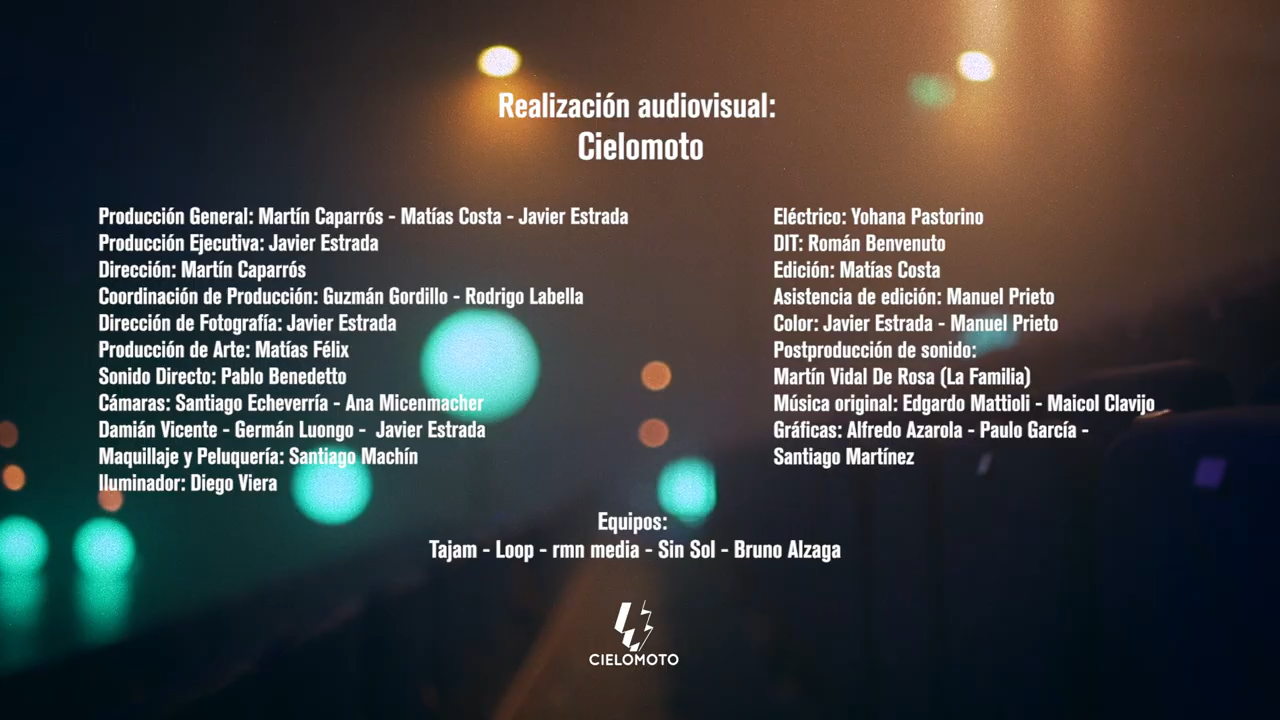 Realización audiovisual:
Cielomoto
Producción General: Martín Caparrós - Matías Costa - Javier Estrada
Producción Ejecutiva: Javier Estrada
Dirección: Martín Caparrós
Coordinación de Producción: Guzmán Gordillo - Rodrigo Labella
Dirección de Fotografía: Javier Estrada
Producción de Arte: Matías Félix
Sonido Directo: Pablo Benedetto
Cámaras: Santiago Echeverría - Ana Micenmacher
Damián Vicente - Germán Luongo - Javier Estrada
Maquillaje y Peluquería: Santiago Machín
Iluminador: Diego Viera
Eléctrico: Yohana Pastorino
DIT: Román Benvenuto
Edición: Matías Costa
Asistencia de edición: Manuel Prieto
Color: Javier Estrada - Manuel Prieto
Postproducción de sonido:
Martín Vidal De Rosa (La Familia)
Música original: Edgardo Mattioli - Maicol Clavijo
Gráficas: Alfredo Azarola - Paulo García -
Santiago Martínez
Equipos:
Tajam - Loop - rmn media - Sin Sol - Bruno Alzaga
CIELOMOTO